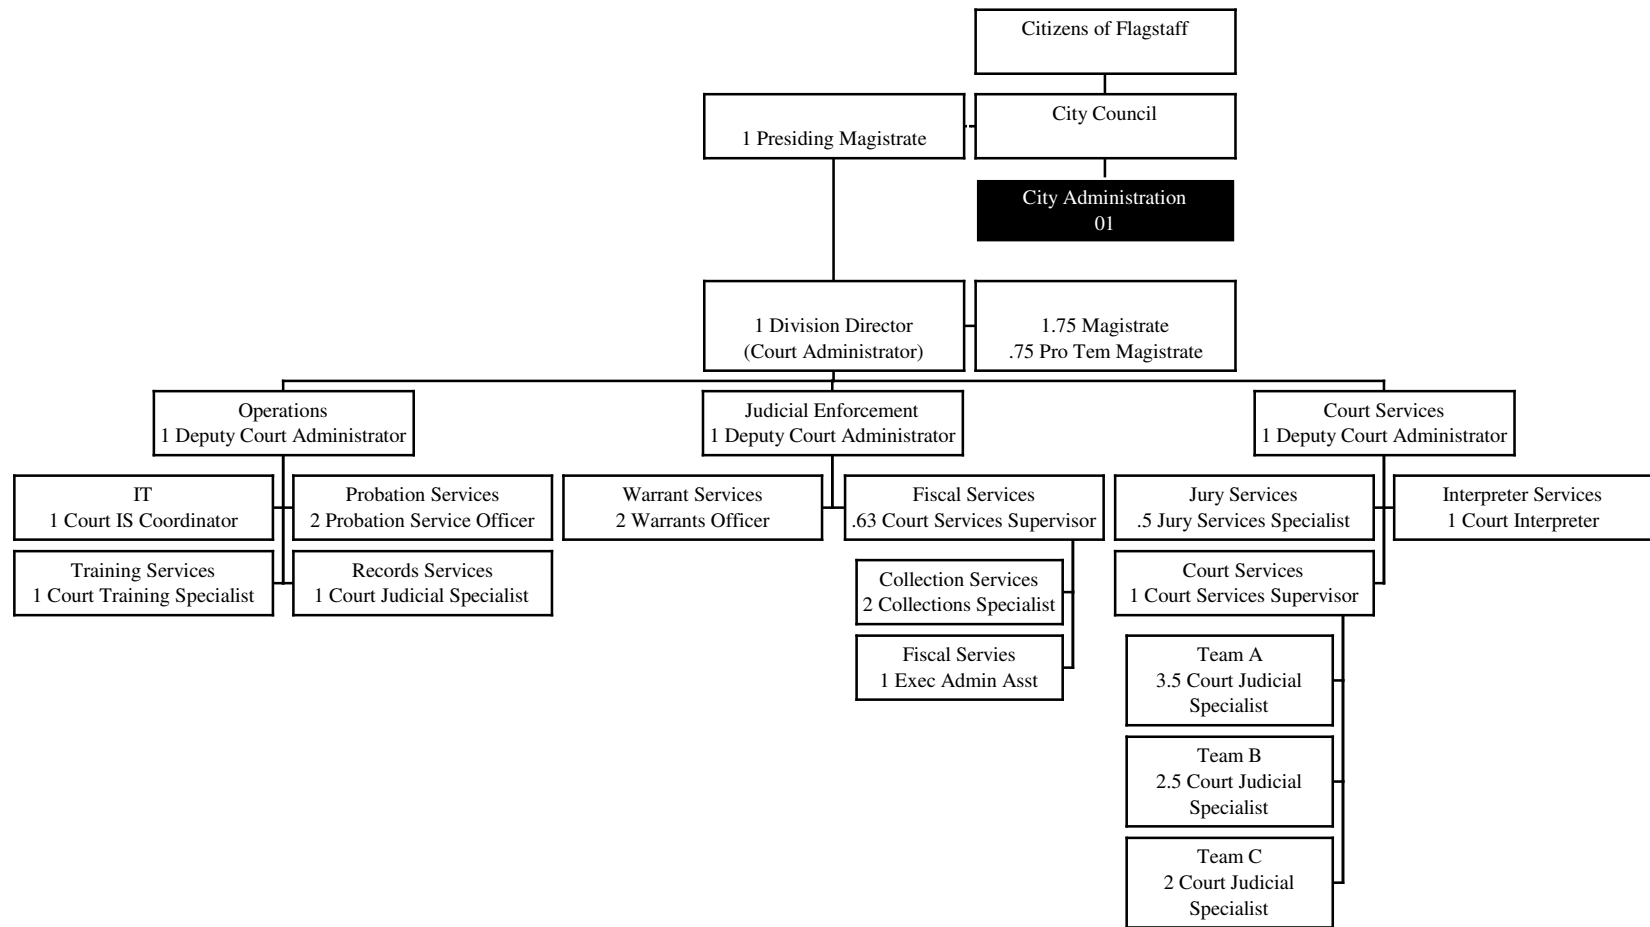 Citizens of Flagstaff
City Council
1 Presiding Magistrate
City Administration
01
1 Division Director
(Court Administrator)
1.75 Magistrate
.75 Pro Tem Magistrate
Operations
1 Deputy Court Administrator
Judicial Enforcement
1 Deputy Court Administrator
Court Services
1 Deputy Court Administrator
IT
1 Court IS Coordinator
Probation Services
2 Probation Service Officer
Warrant Services
2 Warrants Officer
Fiscal Services
.63 Court Services Supervisor
Jury Services
.5 Jury Services Specialist
Interpreter Services
1 Court Interpreter
Training Services
1 Court Training Specialist
Records Services
1 Court Judicial Specialist
Collection Services
2 Collections Specialist
Court Services
1 Court Services Supervisor
Fiscal Servies
1 Exec Admin Asst
Team A
3.5 Court Judicial
Specialist
Team B
2.5 Court Judicial
Specialist
Team C
2 Court Judicial
Specialist